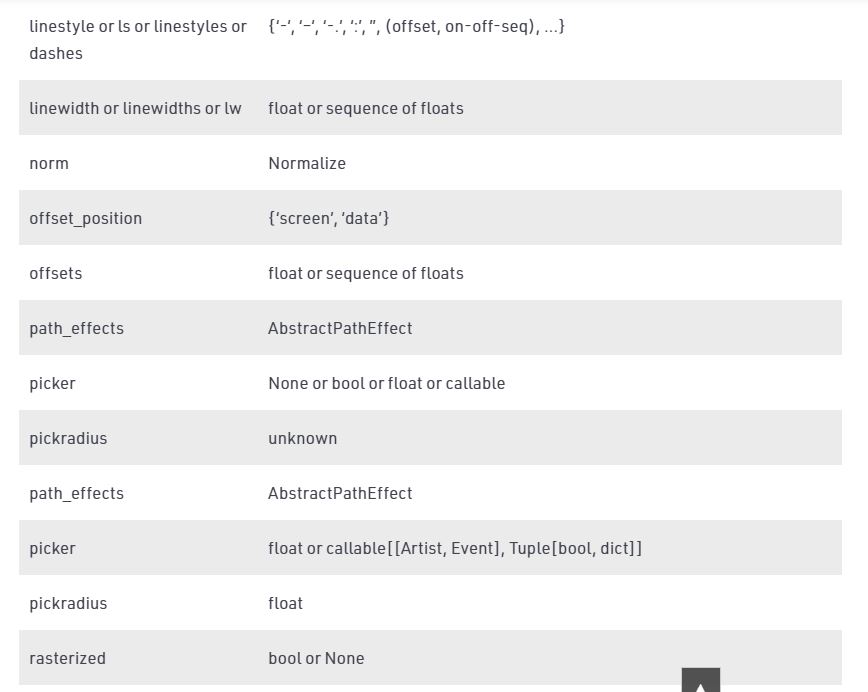 linestyle or ls or linestyles or {‘-‘, ‘–‘, ‘-.’, ‘:’, ”, (offset, on-off-seq), …}
dashes
linewidth or linewidths or lw float or sequence of floats
norm Normalize
offset_position {‘screen’, ‘data’}
offsets float or sequence of floats
path_effects AbstractPathEffect
picker None or bool or float or callable
pickradius unknown
path_effects AbstractPathEffect
picker float or callable[[Artist, Event], Tuple[bool, dict]]
pickradius float
rasterized bool or None